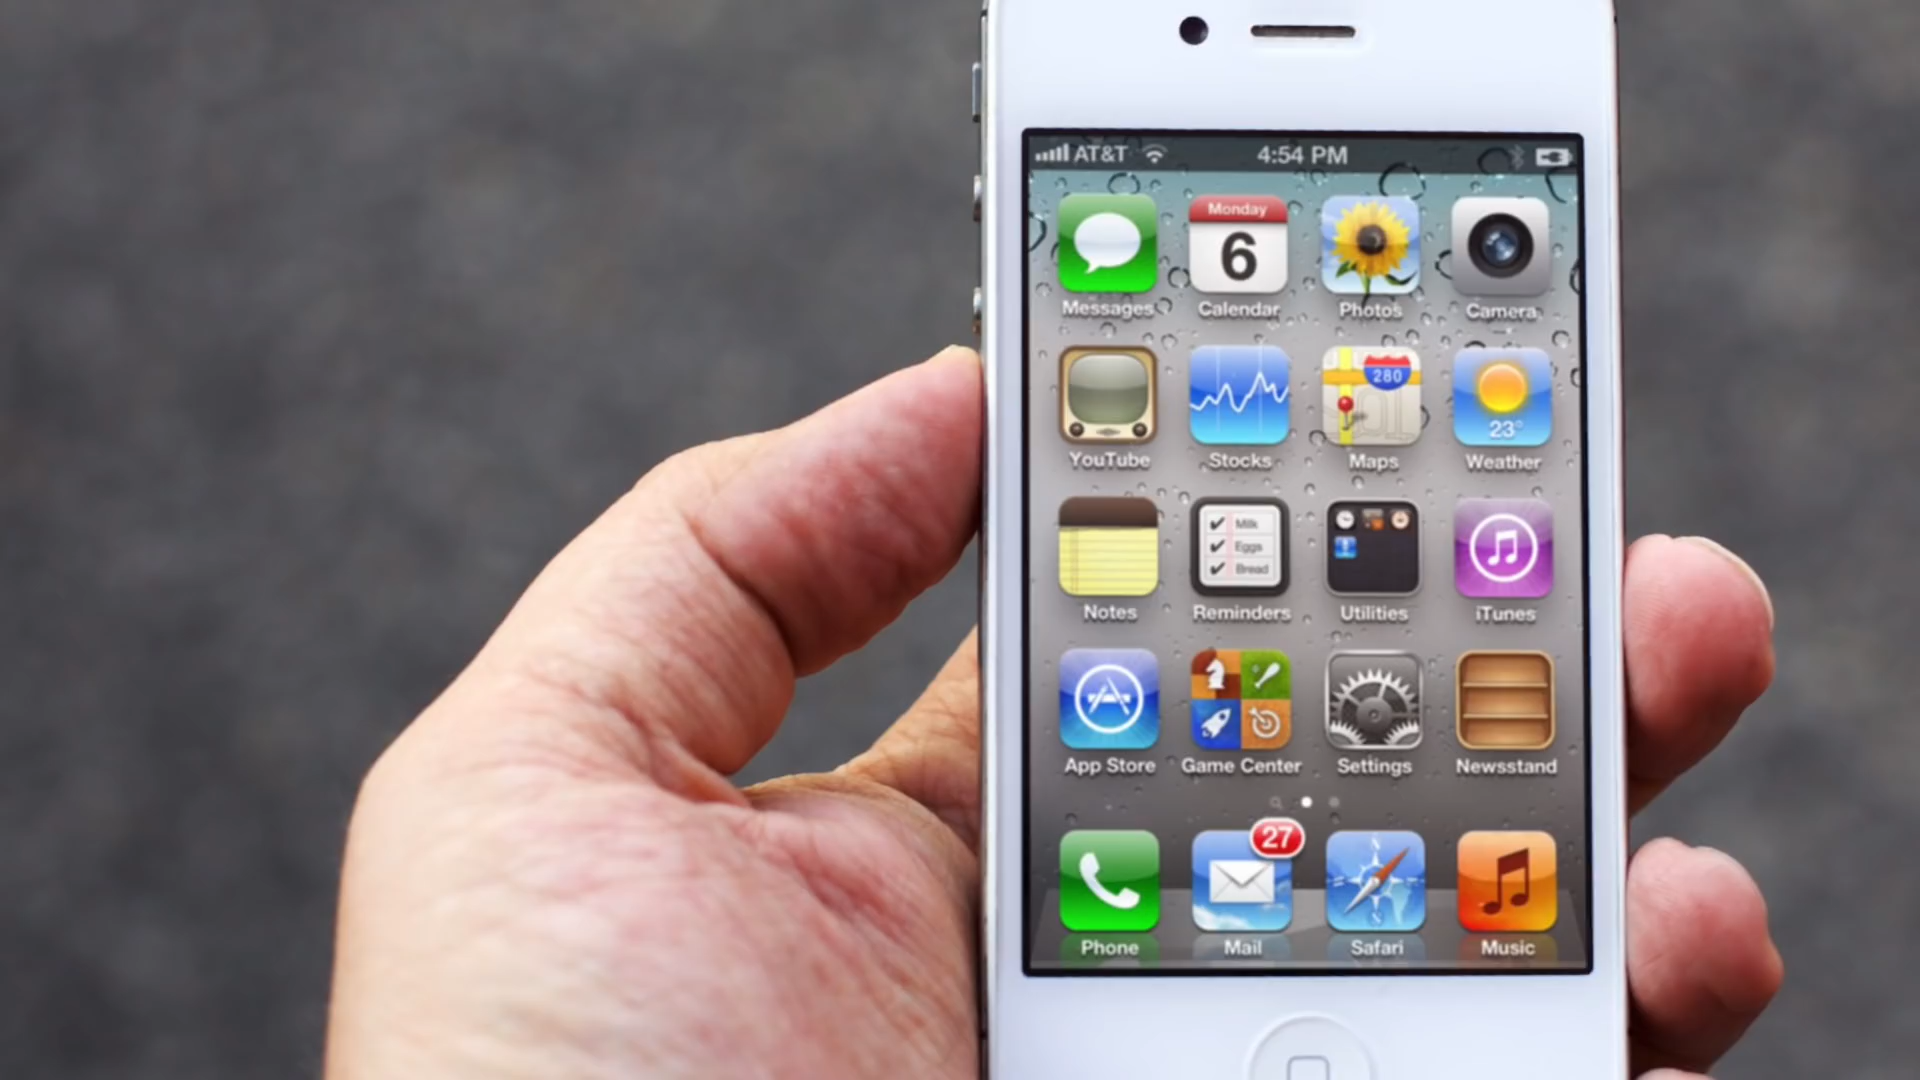 AT&T 4:54 PM
Monday
6
Messages Calendar Photos Camera
280
23°
YouTube Stocks Maps Weather
Milk
Eggs
Bread
Notes Reminders Utilities iTunes
App Store Game Center Settings Newsstand
27
N
S
Phone Mail Safari Music